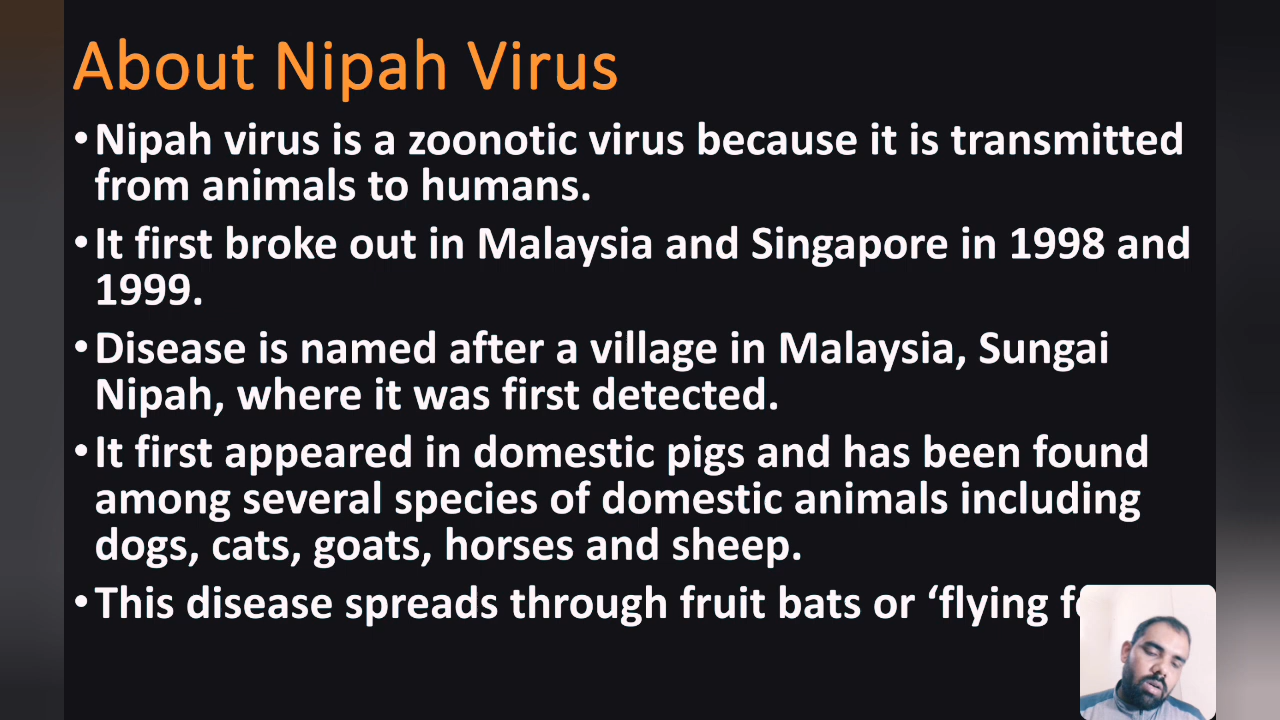 About Nipah Virus
•Nipah virus is a zoonotic virus because it is transmitted
from animals to humans.
•It first broke out in Malaysia and Singapore in 1998 and
1999.
•Disease is named after a village in Malaysia, Sungai
Nipah, where it was first detected.
•It first appeared in domestic pigs and has been found
among several species of domestic animals including
dogs, cats, goats, horses and sheep.
•This disease spreads through fruit bats or ‘flying